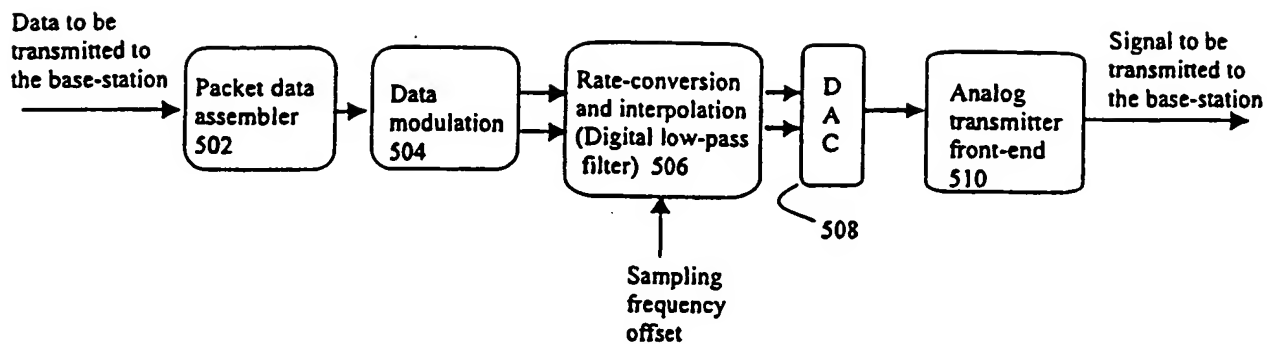 Data to be
transmitted to
the base-station
Packet data
assembler
502
Data
modulation
504
Rate-conversion
and interpolation
(Digital low-pass
filter) 506
D
A
C
508
Analog
transmitter
front-end
510
Signal to be
transmitted to
the base-station
Sampling
frequency
offset